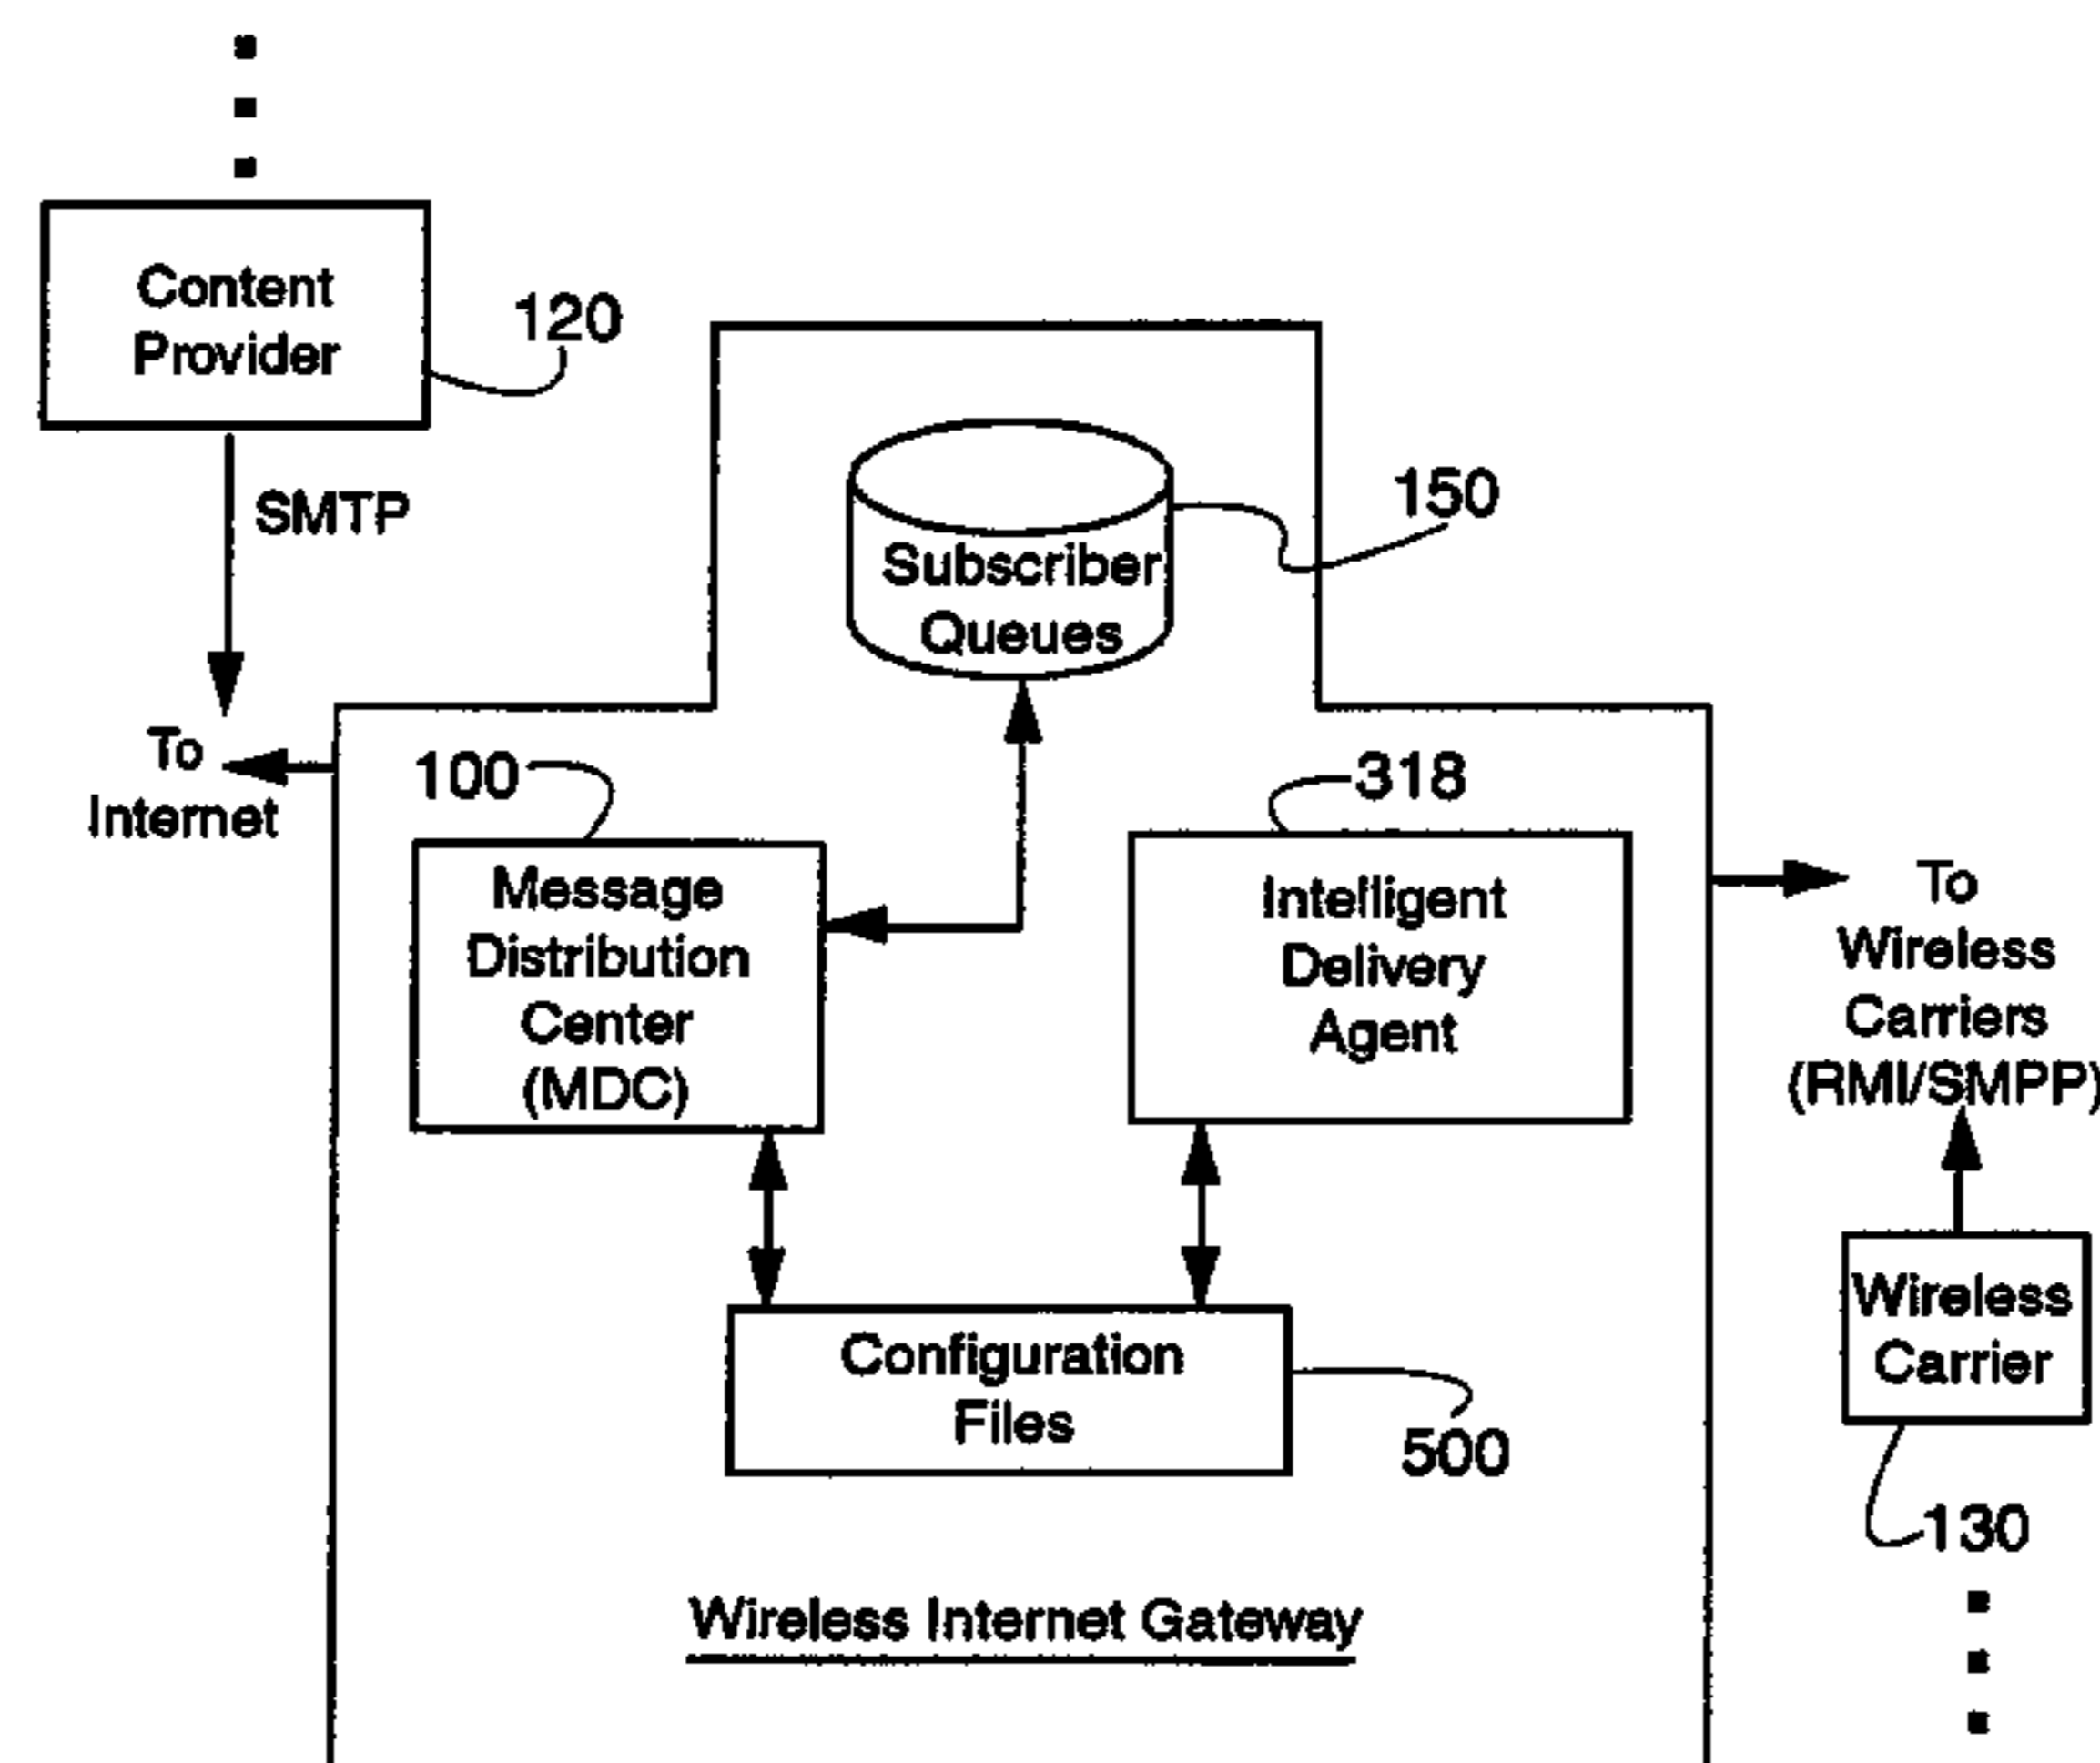 Content
Provider
120
SMTP
To
Internet
Subscriber
Queues
150
100
Message
Distribution
Center
(MDC)
318
Intelligent
Delivery
Agent
To
Wireless
Carriers
(RMI/SMPP)
Configuration
Files
500
Wireless
Carrier
130
Wireless Internet Gateway